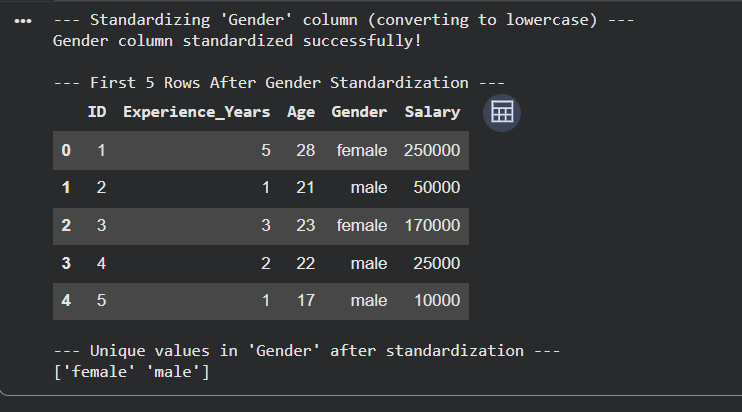 --- Standardizing 'Gender' column (converting to lowercase) ---
Gender column standardized successfully!
--- First 5 Rows After Gender Standardization ---
ID Experience_Years Age Gender Salary
0 1 5 28 female 250000
1 2 1 21 male 50000
2 3 3 23 female 170000
3 4 2 22 male 25000
4 5 1 17 male 10000
--- Unique values in 'Gender' after standardization ---
['female' 'male']